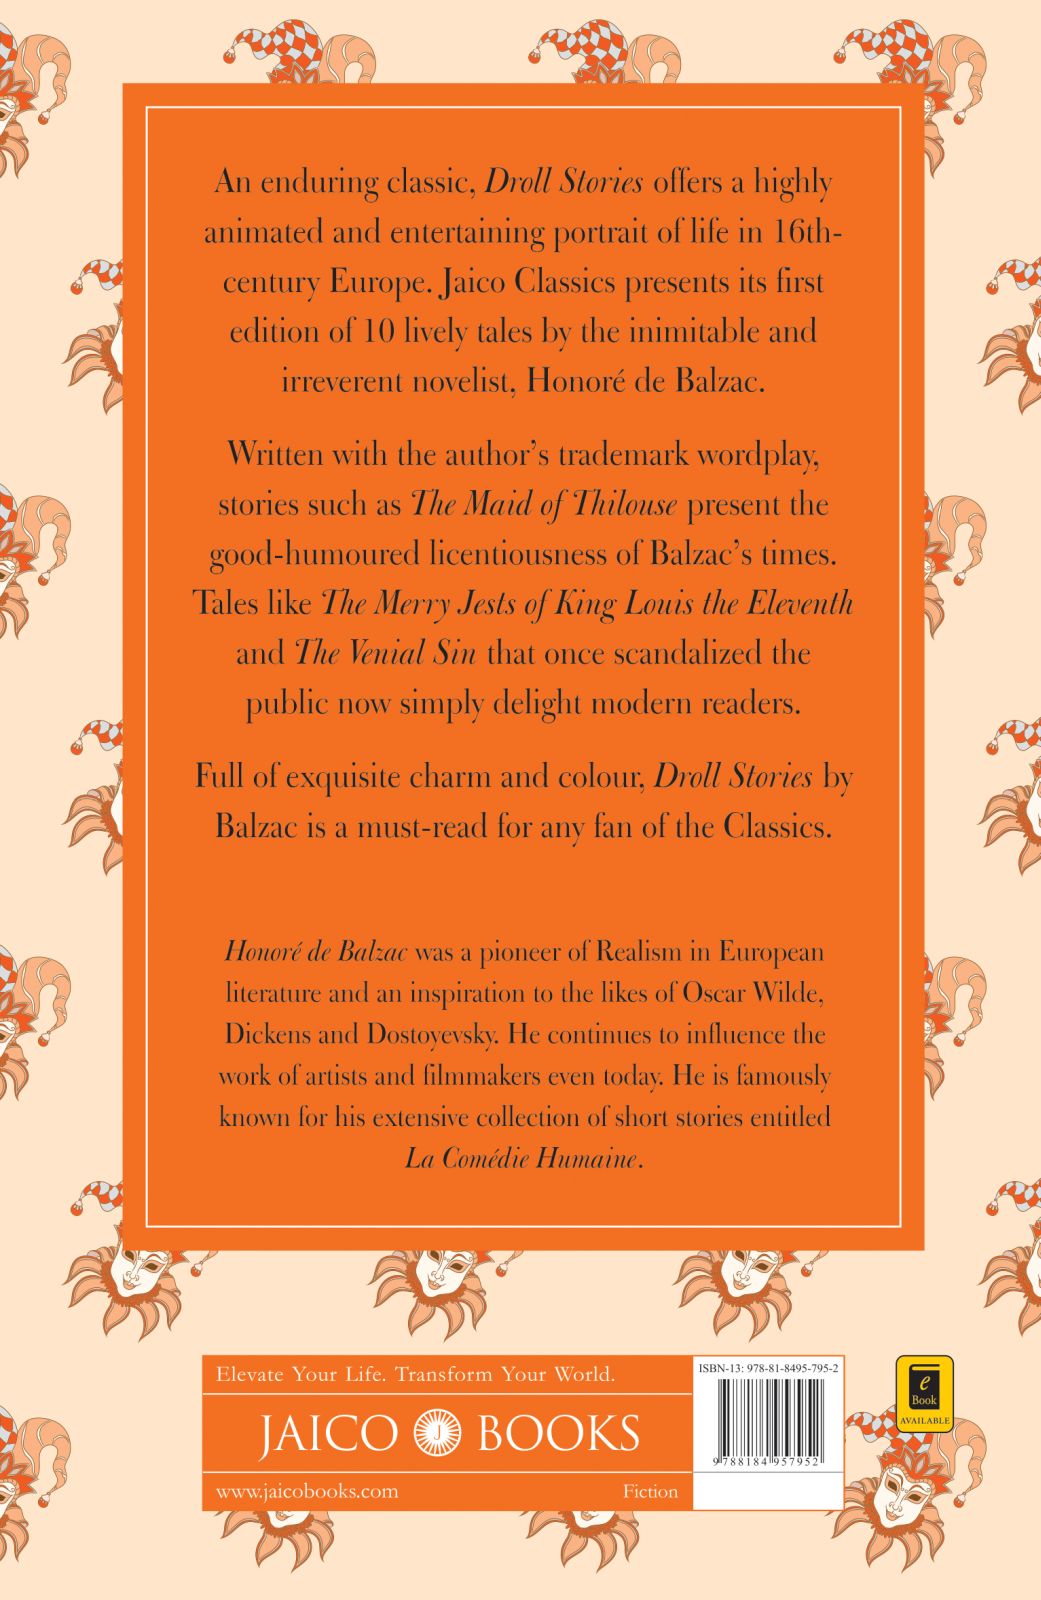 An enduring classic, Droll Stories offers a highly
animated and entertaining portrait of life in 16th-
century Europe. Jaico Classics presents its first
edition of 10 lively tales by the inimitable and
irreverent novelist, Honoré de Balzac.
Written with the author’s trademark wordplay,
stories such as The Maid of Thilouse present the
good-humoured licentiousness of Balzac’s times.
Tales like The Merry Jests of King Louis the Eleventh
and The Venial Sin that once scandalized the
public now simply delight modern readers.
Full of exquisite charm and colour, Droll Stories by
Balzac is a must-read for any fan of the Classics.
Honoré de Balzac was a pioneer of Realism in European
literature and an inspiration to the likes of Oscar Wilde,
Dickens and Dostoyevsky. He continues to influence the
work of artists and filmmakers even today. He is famously
known for his extensive collection of short stories entitled
La Comédie Humaine.
Elevate Your Life. Transform Your World.
JAICO J BOOKS
www.jaicobooks.com Fiction
ISBN-13: 978-81-8495-795-2
9 788184 957952
e
Book
AVAILABLE